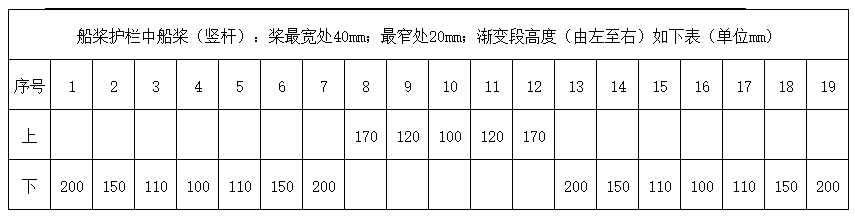 船桨护栏中船桨（竖杆）：桨最宽处40mm；最窄处20mm；渐变段高度（由左至右）如下表（单位mm）
序号 1 2 3 4 5 6 7 8 9 10 11 12 13 14 15 16 17 18 19
上 170 120 100 120 170
下 200 150 110 100 110 150 200 200 150 110 100 110 150 200